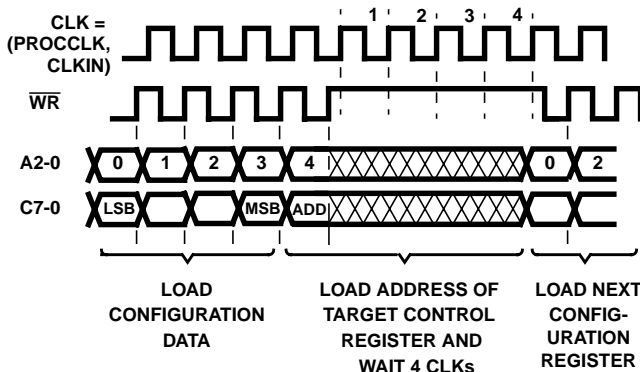 CLK =
(PROCCLK,
CLKIN)
1 2 3 4
WR
A2-0
0 1 2 3 4 0 2
C7-0
LSB MSB ADD
LOAD
CONFIGURATION
DATA
LOAD ADDRESS OF
TARGET CONTROL
REGISTER AND
WAIT 4 CLKs
LOAD NEXT
CONFIG-
URATION
REGISTER